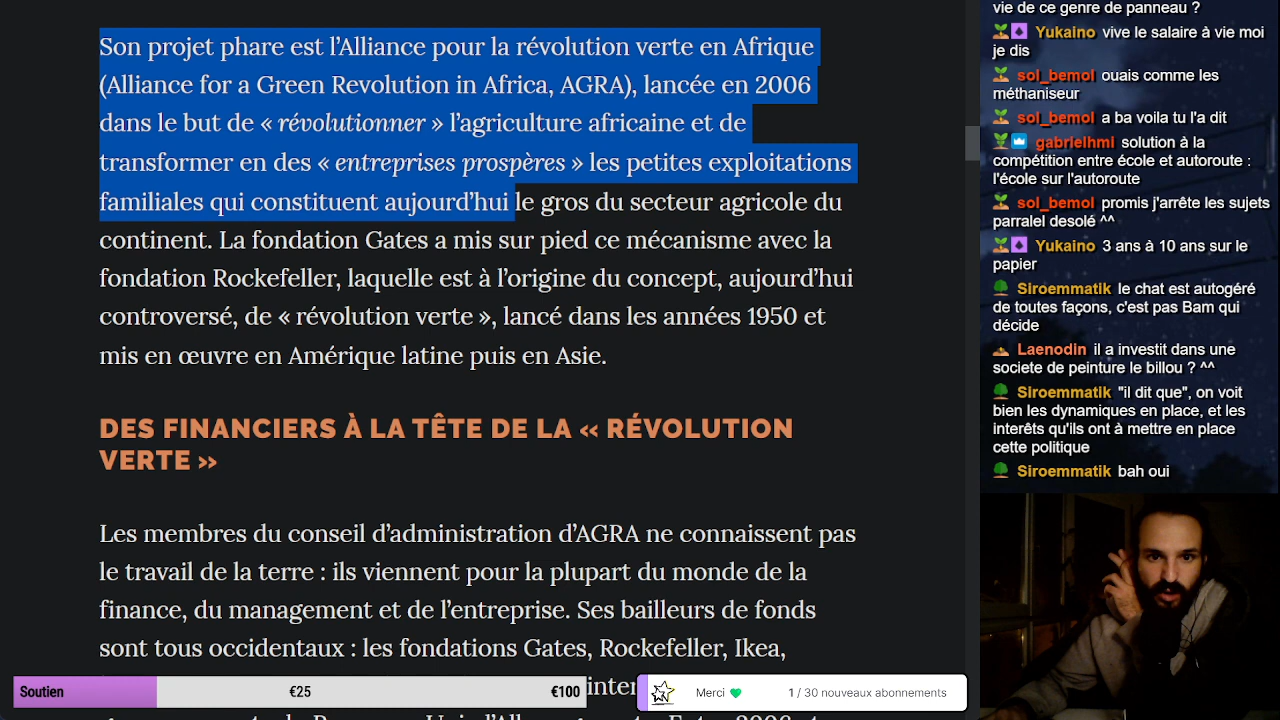 Son projet phare est l'Alliance pour la révolution verte en Afrique
(Alliance for a Green Revolution in Africa, AGRA), lancée en 2006
dans le but de « révolutionner » l'agriculture africaine et de
transformer en des « entreprises prospères » les petites exploitations
familiales qui constituent aujourd'hui le gros du secteur agricole du
continent. La fondation Gates a mis sur pied ce mécanisme avec la
fondation Rockefeller, laquelle est à l'origine du concept, aujourd'hui
controversé, de « révolution verte », lancé dans les années 1950 et
mis en œuvre en Amérique latine puis en Asie.
DES FINANCIERS À LA TÊTE DE LA « RÉVOLUTION
VERTE »
Les membres du conseil d'administration d'AGRA ne connaissent pas
le travail de la terre : ils viennent pour la plupart du monde de la
finance, du management et de l'entreprise. Ses bailleurs de fonds
sont tous occidentaux : les fondations Gates, Rockefeller, Ikea,
Soutien
€25
€100
Merci
1 / 30 nouveaux abonnements
vie de ce genre de panneau ?
Yukaino vive le salaire à vie moi
je dis
sol_bemol ouais comme les
méthaniseur
sol_bemol a ba voila tu l'a dit
gabrielhmi solution à la
compétition entre école et autoroute :
l'école sur l'autoroute
sol_bemol promis j'arrête les sujets
parralel desolé ^^
Yukaino 3 ans à 10 ans sur le
papier
Siroemmatik le chat est autogéré
de toutes façons, c'est pas Bam qui
décide
Laenodin il a investit dans une
societe de peinture le billou ? ^^
Siroemmatik "il dit que", on voit
bien les dynamiques en place, et les
interêts qu'ils ont à mettre en place
cette politique
Siroemmatik bah oui